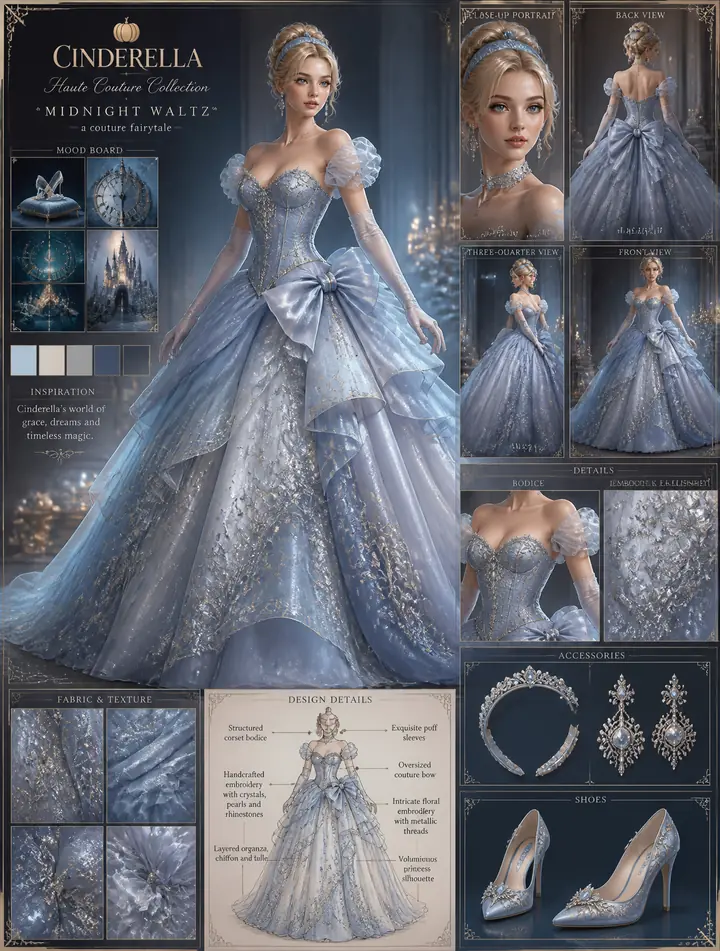 CINDERELLA
Haute Couture Collection
"MIDNIGHT WALTZ"
a couture fairytale
MOOD BOARD
INSPIRATION
Cinderella's world of
grace, dreams and
timeless magic.
CLOSE-UP PORTRAIT
BACK VIEW
THREE-QUARTER VIEW
FRONT VIEW
DETAILS
BODICE
ACCESSORIES
SHOES
FABRIC & TEXTURE
DESIGN DETAILS
Structured
corset bodice
Handcrafted
embroidery
with crystals,
pearls and
rhinestones
Layered organza,
chiffon and tulle
Exquisite puff
sleeves
Oversized
couture bow
Intricate floral
embroidery
with metallic
threads
Voluminous
princess
silhouette